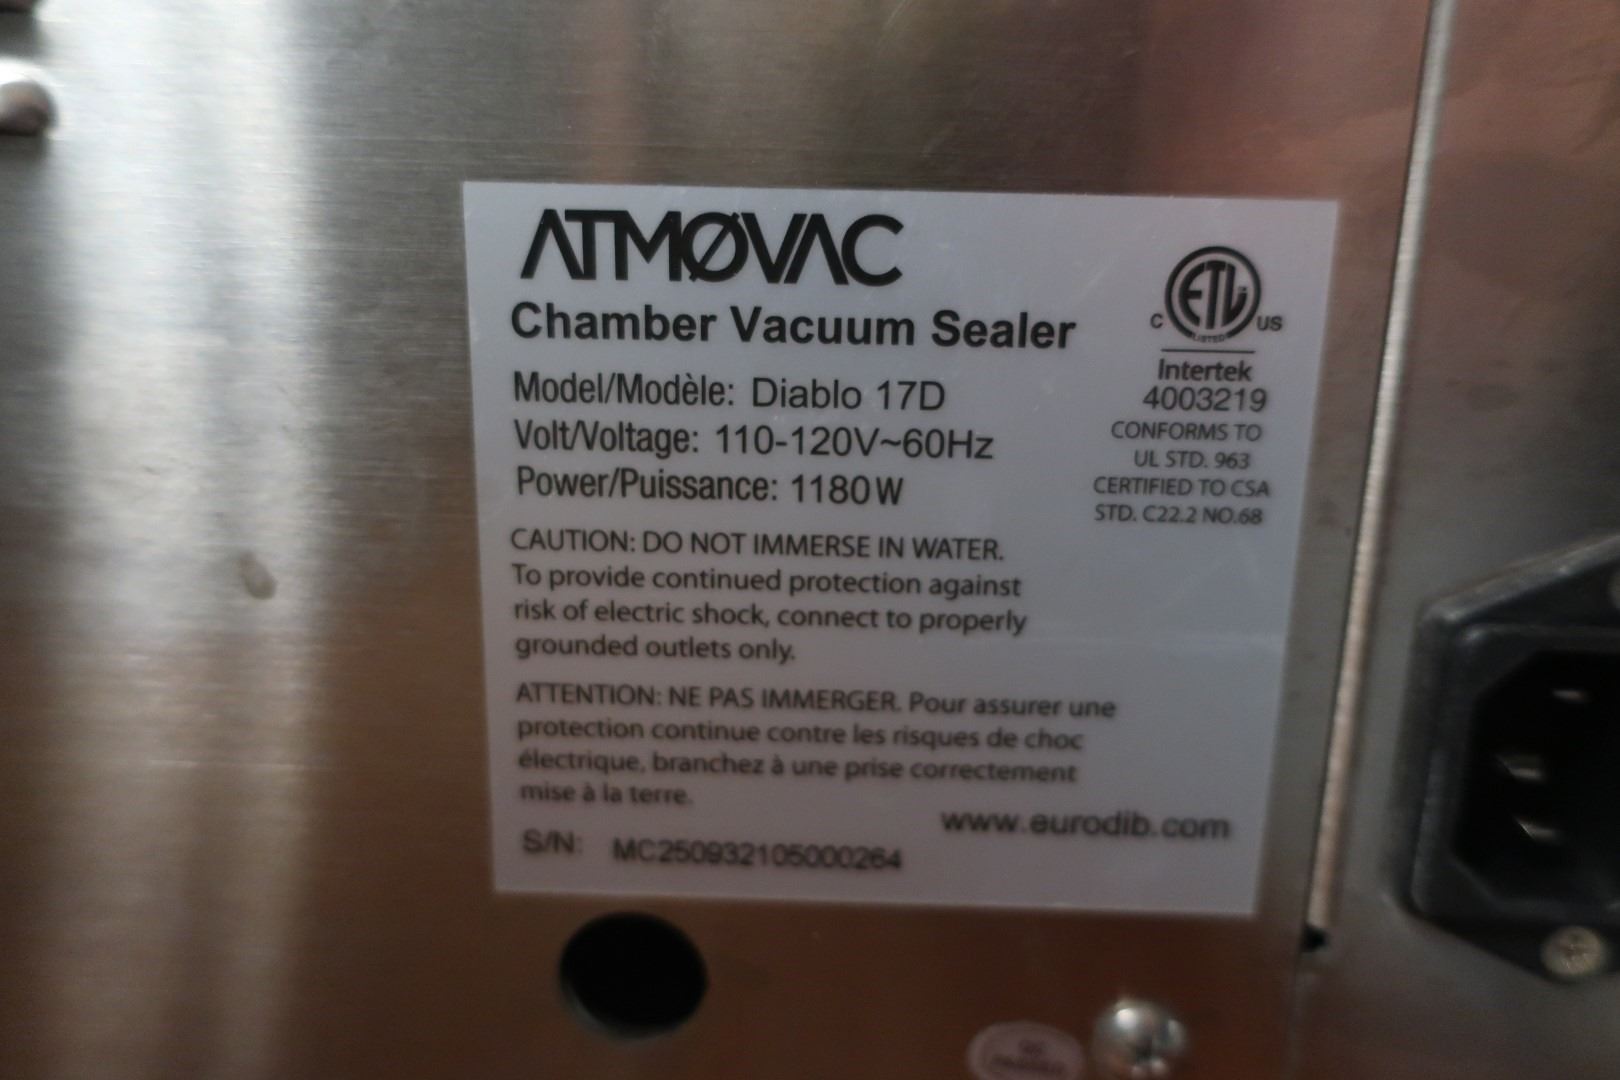 ATMØVAC
Chamber Vacuum Sealer
Model/Modèle: Diablo 17D
Volt/Voltage: 110-120V~60Hz
Power/Puissance: 1180W
C ETL US
LISTED
Intertek
4003219
CONFORMS TO
UL STD. 963
CERTIFIED TO CSA
STD. C22.2 NO.68
CAUTION: DO NOT IMMERSE IN WATER.
To provide continued protection against
risk of electric shock, connect to properly
grounded outlets only.
ATTENTION: NE PAS IMMERGER. Pour assurer une
protection continue contre les risques de choc
électrique, branchez à une prise correctement
mise à la terre.
www.eurodib.com
S/N: MC250932105000264